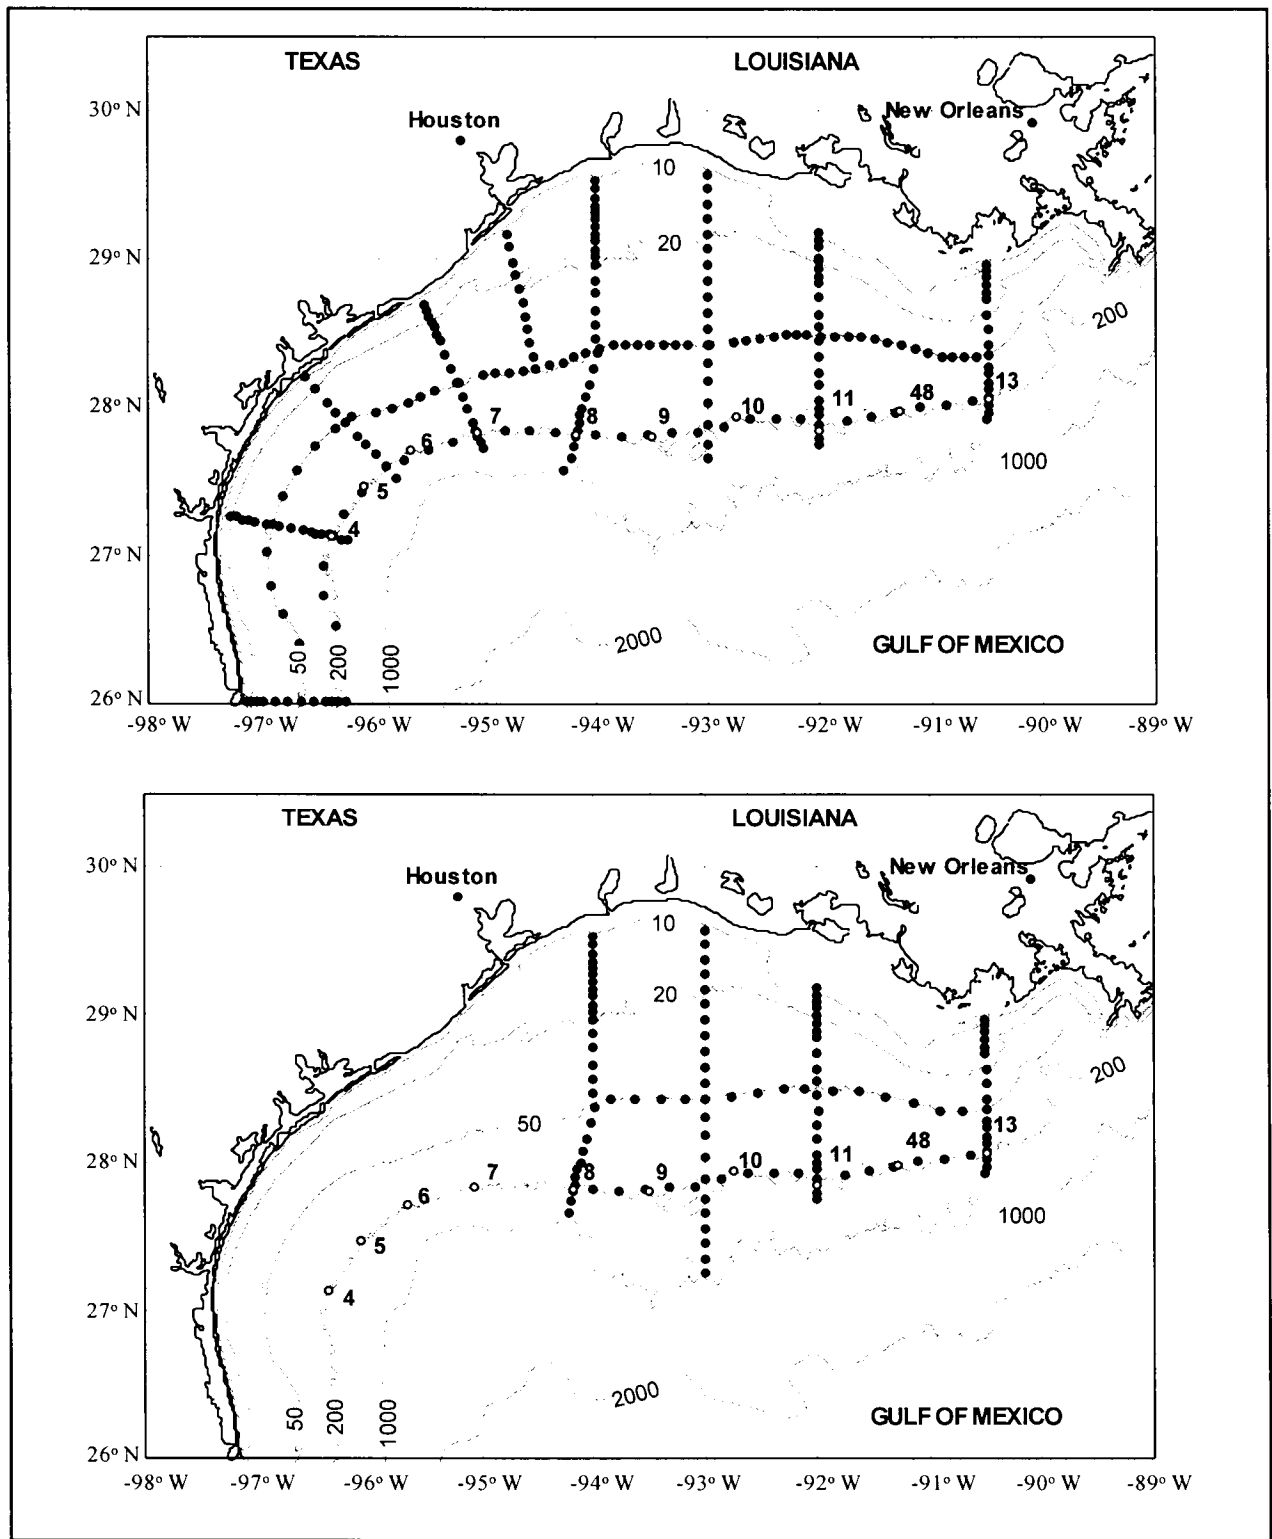 TEXAS LOUISIANA
30° N
Houston New Orleans
10
20
29° N
200
28° N
4 5 6 7 8 9 10 11 48 13
1000
27° N
2000
GULF OF MEXICO
50 200 1000
26° N
-98° W -97° W -96° W -95° W -94° W -93° W -92° W -91° W -90° W -89° W
TEXAS LOUISIANA
30° N
Houston New Orleans
10
20
29° N
200
50
28° N
4 5 6 7 8 9 10 11 48 13
1000
27° N
2000
GULF OF MEXICO
50 200 1000
26° N
-98° W -97° W -96° W -95° W -94° W -93° W -92° W -91° W -90° W -89° W